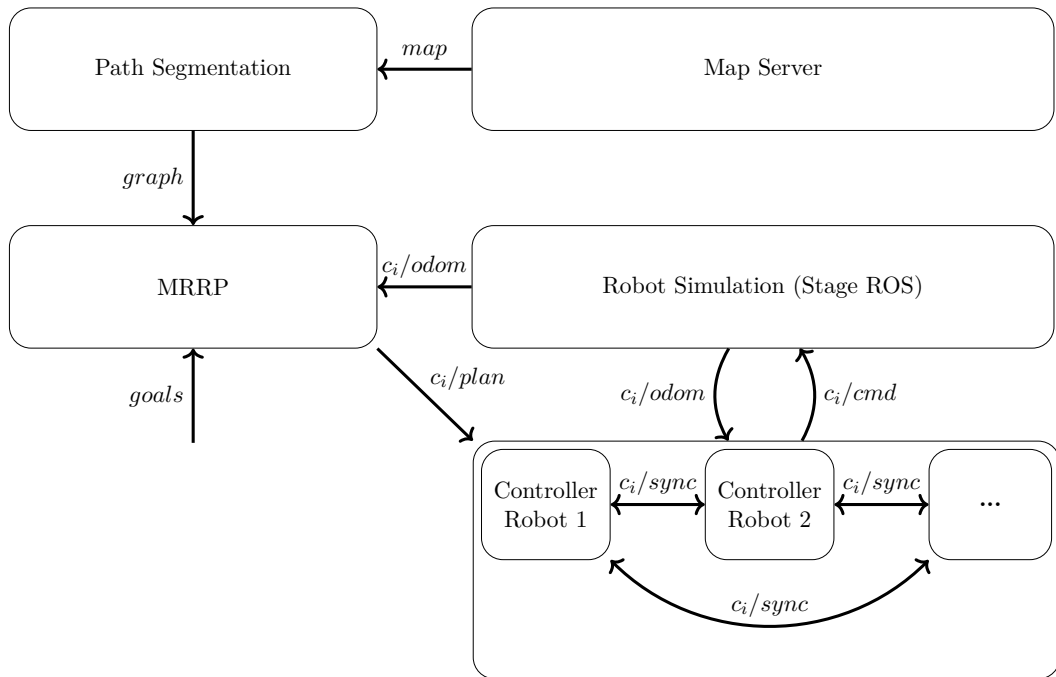 Path Segmentation
map
Map Server
graph
MRRP
c_i/odom
Robot Simulation (Stage ROS)
goals
c_i/plan
c_i/odom
c_i/cmd
Controller
Robot 1
c_i/sync
Controller
Robot 2
c_i/sync
...
c_i/sync